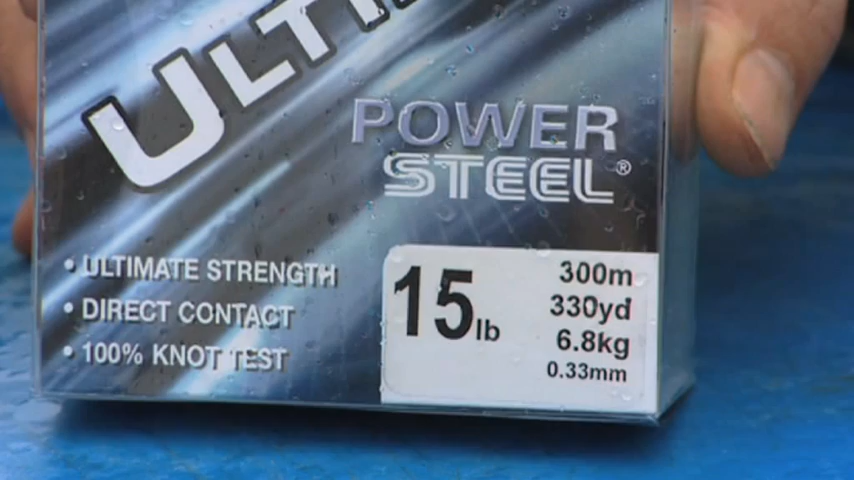 POWER
STEEL®
• ULTIMATE STRENGTH
• DIRECT CONTACT
• 100% KNOT TEST
15lb
300m
330yd
6.8kg
0.33mm